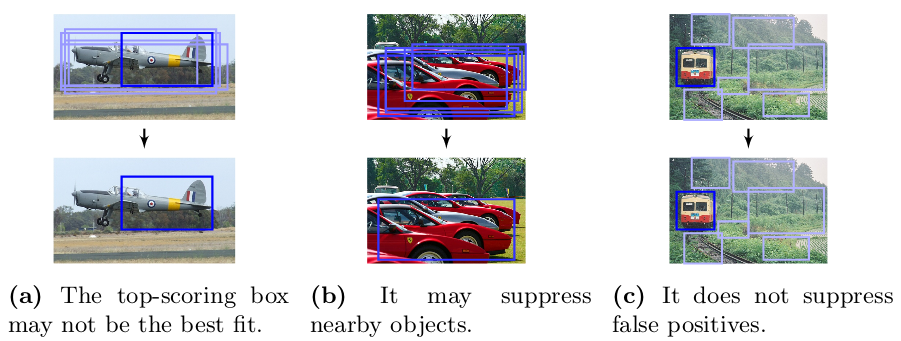 (a) The top-scoring box
may not be the best fit.
(b) It may suppress
nearby objects.
(c) It does not suppress
false positives.